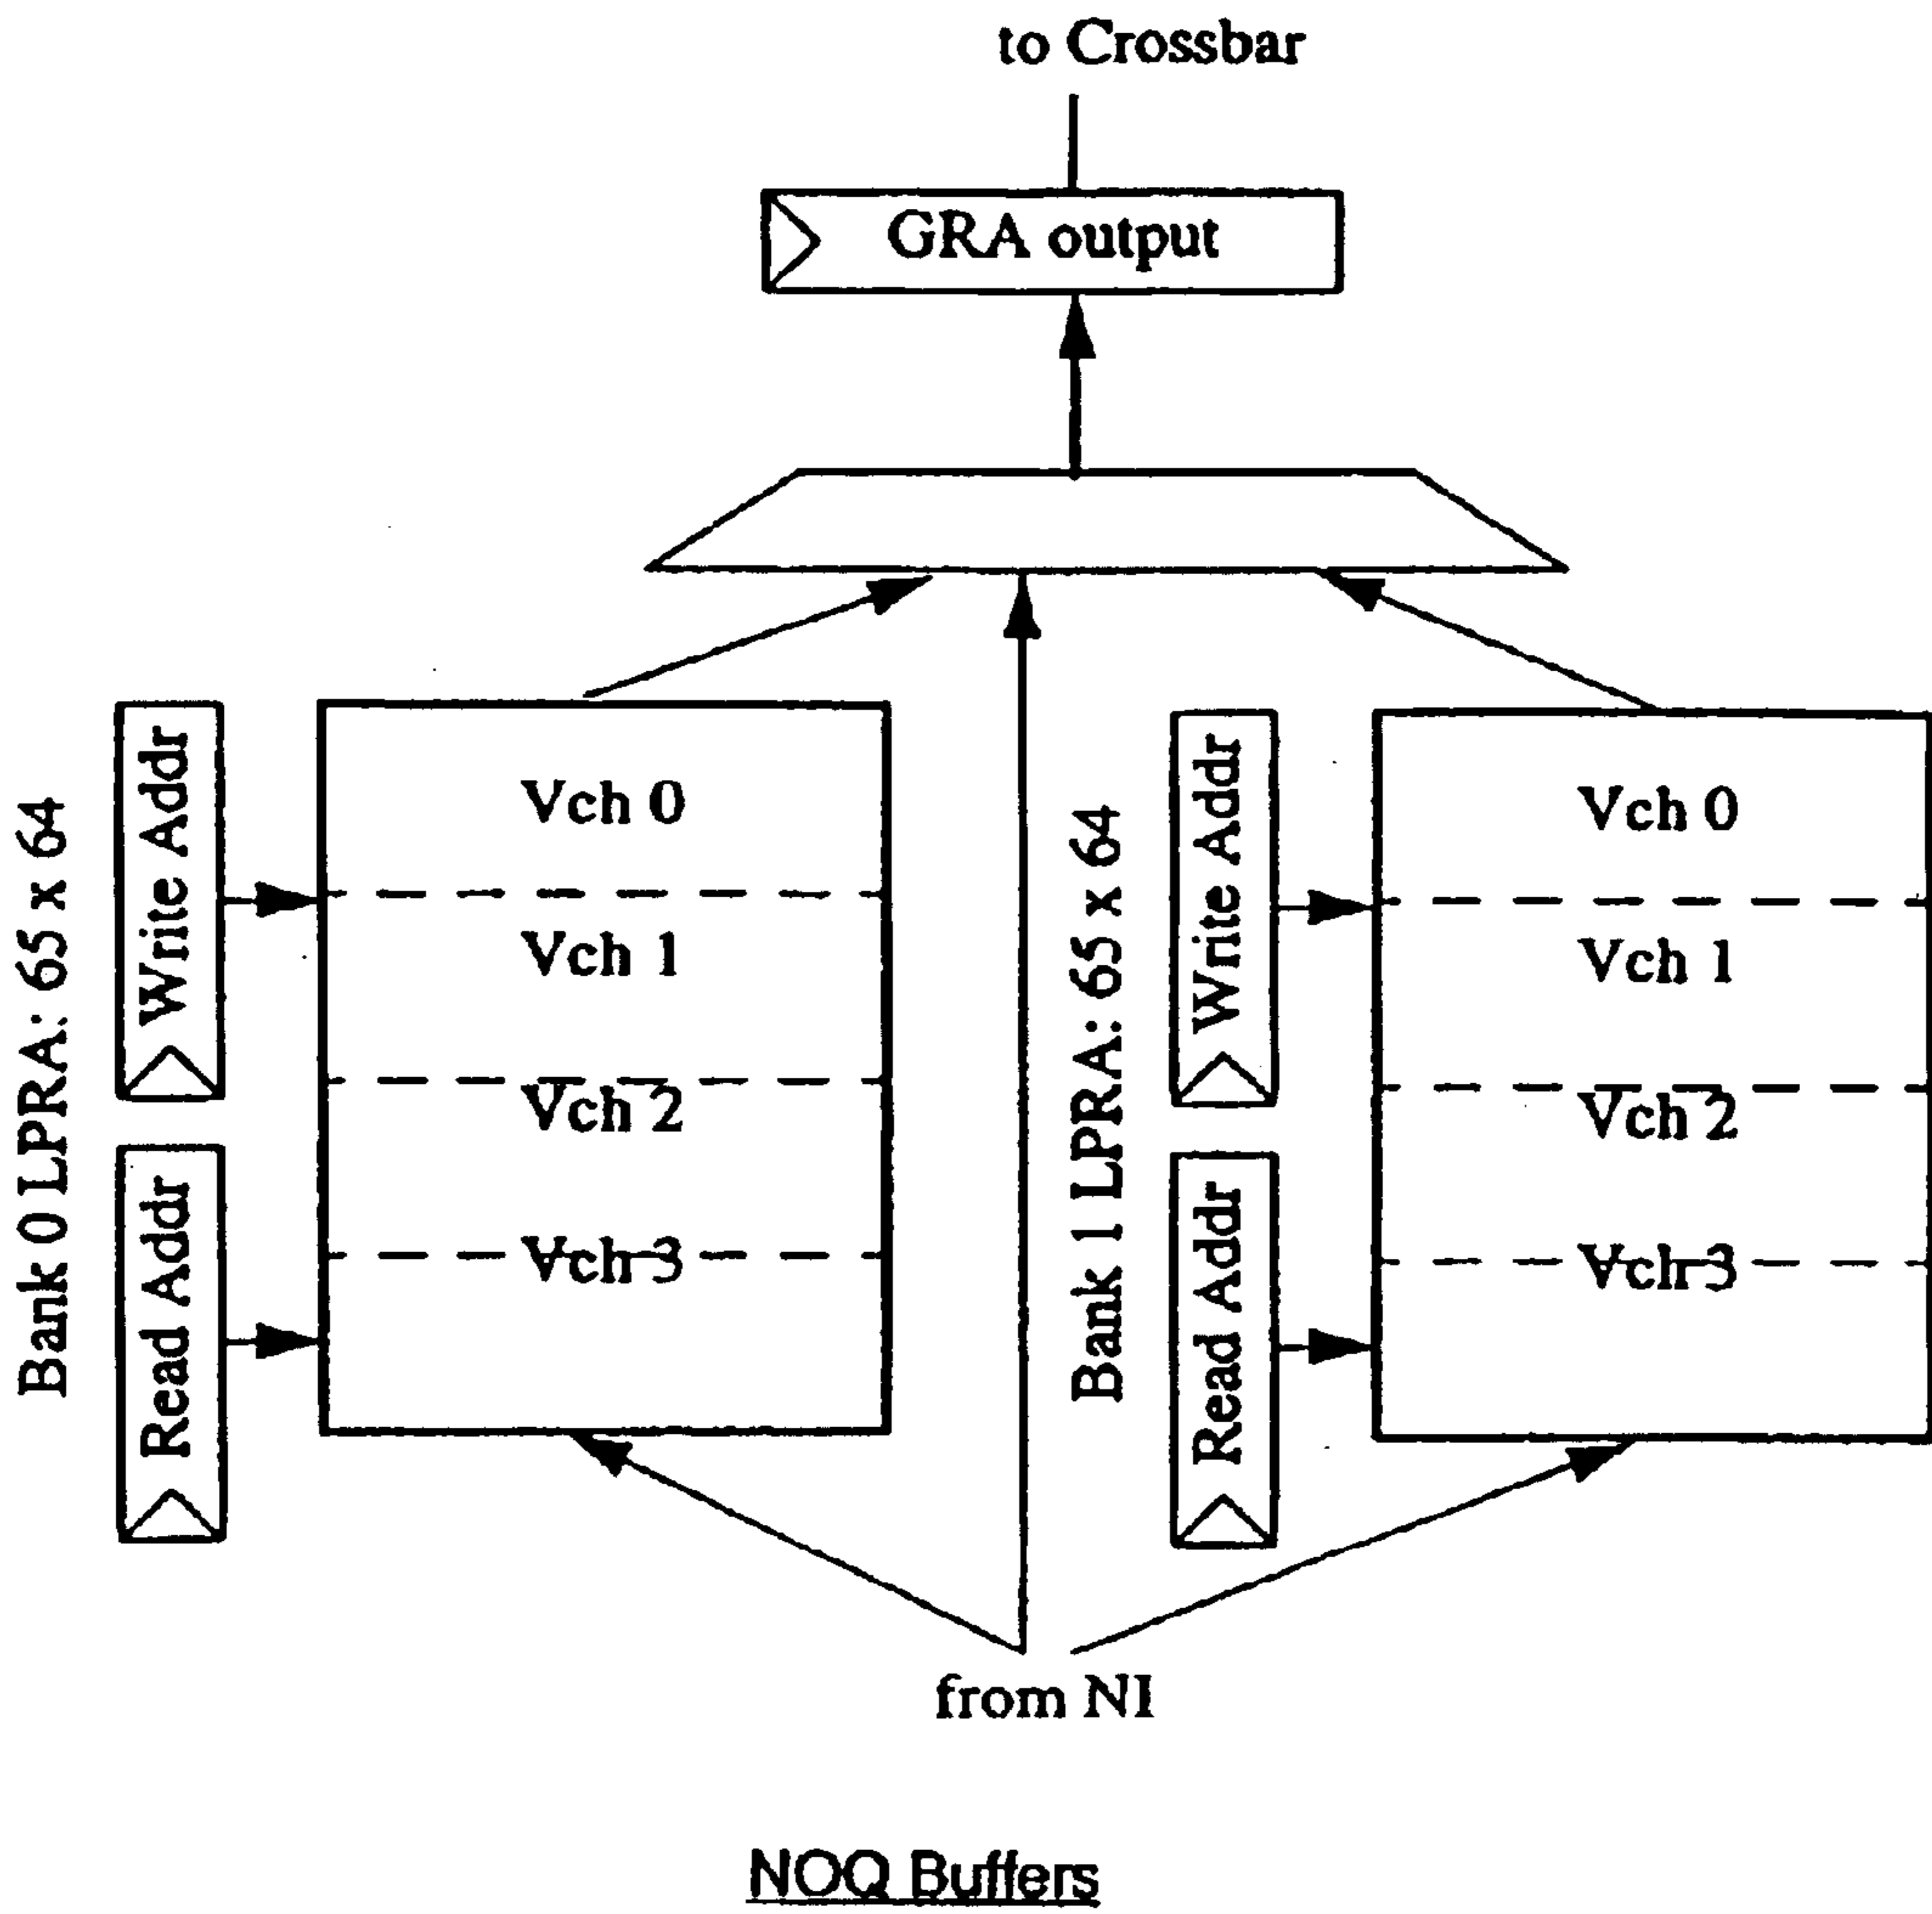 to Crossbar
GRA output
Bank 0 LPRA: 65 x 64
Write Addr
Read Addr
Vch 0
Vch 1
Vch 2
Vch 3
Bank 1 LPRA: 65 x 64
Write Addr
Read Addr
Vch 0
Vch 1
Vch 2
Vch 3
from NI
NOQ Buffers